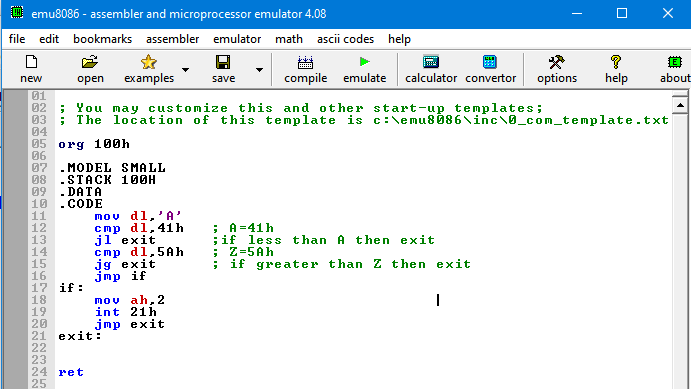 emu8086 - assembler and microprocessor emulator 4.08
file edit bookmarks assembler emulator math ascii codes help
new open examples save compile emulate calculator convertor options help about
01
02 ; You may customize this and other start-up templates;
03 ; The location of this template is c:\emu8086\inc\0_com_template.txt
04
05 org 100h
06
07 .MODEL SMALL
08 .STACK 100H
09 .DATA
10 .CODE
11 mov dl,'A'
12 cmp dl,41h ; A=41h
13 jl exit ;if less than A then exit
14 cmp dl,5Ah ; Z=5Ah
15 jg exit ; if greater than Z then exit
16 jmp if
17 if:
18 mov ah,2
19 int 21h
20 jmp exit
21 exit:
22
23
24 ret
25